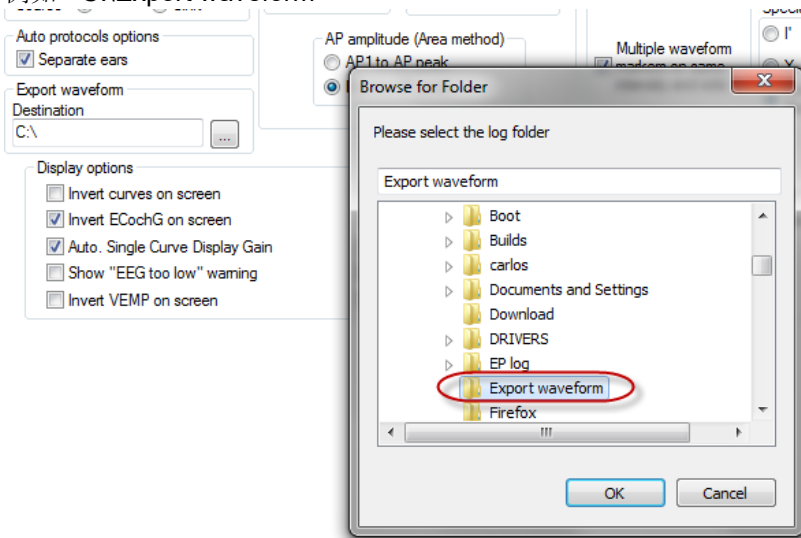 Auto protocols options
Separate ears
AP amplitude (Area method)
AP1 to AP peak
Multiple waveform
Export waveform
Destination
C:\
...
Display options
Invert curves on screen
Invert ECochG on screen
Auto. Single Curve Display Gain
Show "EEG too low" warning
Invert VEMP on screen
Browse for Folder
Please select the log folder
Export waveform
Boot
Builds
carlos
Documents and Settings
Download
DRIVERS
EP log
Export waveform
Firefox
OK
Cancel